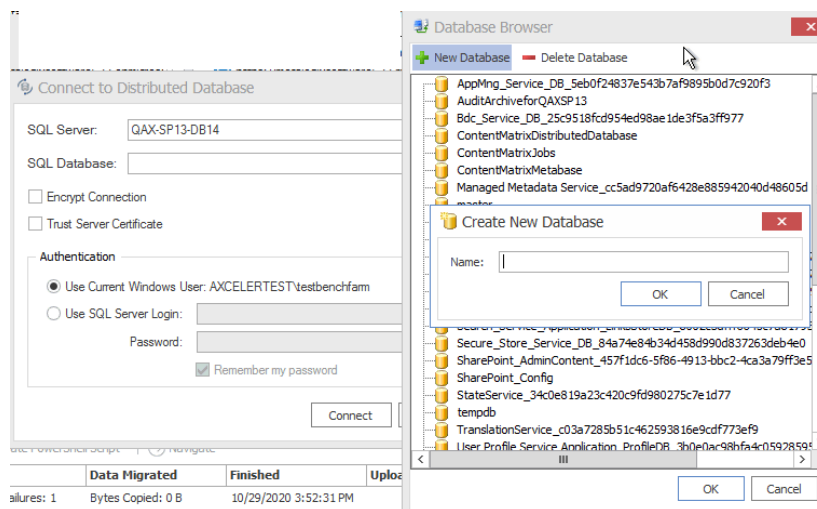 Database Browser
New Database
Delete Database
Connect to Distributed Database
SQL Server:
QAX-SP13-DB14
SQL Database:
Encrypt Connection
Trust Server Certificate
Authentication
Use Current Windows User: AXCELERTEST\testbenchfam
Use SQL Server Login:
Password:
Remember my password
Connect
AppMng_Service_DB_5eb0f24837e543b7af9895b0d7c920f3
AuditArchiveforQAXSP13
Bdc_Service_DB_25c9518fcd954ed98ae1de3f5a3ff977
ContentMatrixDistributedDatabase
ContentMatrixJobs
ContentMatrixMetabase
Managed Metadata Service_cc5ad9720af6428e885942040d48605d
master
Create New Database
Name:
OK
Cancel
Secure_Store_Service_DB_84a74e84b34d458d990d837263deb4e0
SharePoint_AdminContent_457f1dc6-5f86-4913-bbc2-4ca3a79ff3e5
SharePoint_Config
StateService_34c0e819a23c420c9fd980275c7e1d77
tempdb
TranslationService_c03a7285b51c462593816e9cdf773ef9
User Profile Service Application_ProfileDB_3b0e0ac98bfa4c05928595
OK
Cancel
Navigate
Data Migrated
Finished
Uploa
ailures: 1
Bytes Copied: 0 B
10/29/2020 3:52:31 PM